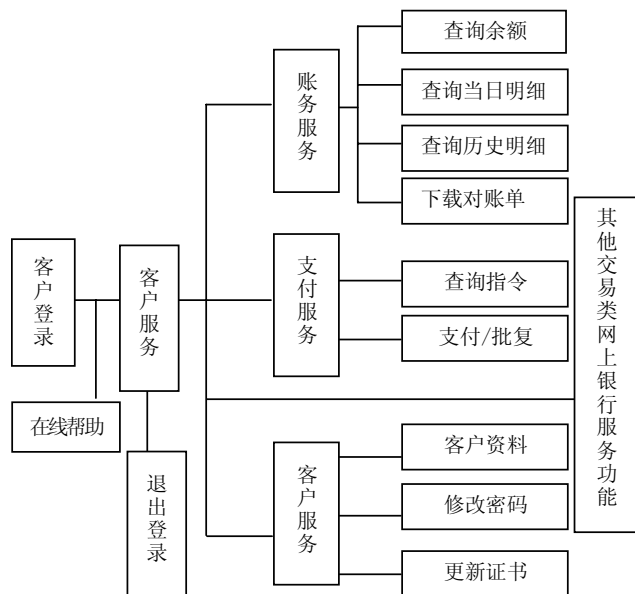 客户登录
在线帮助
客户服务
退出登录
账务服务
查询余额
查询当日明细
查询历史明细
下载对账单
支付服务
查询指令
支付/批复
客户服务
客户资料
修改密码
更新证书
其他交易类网上银行服务功能